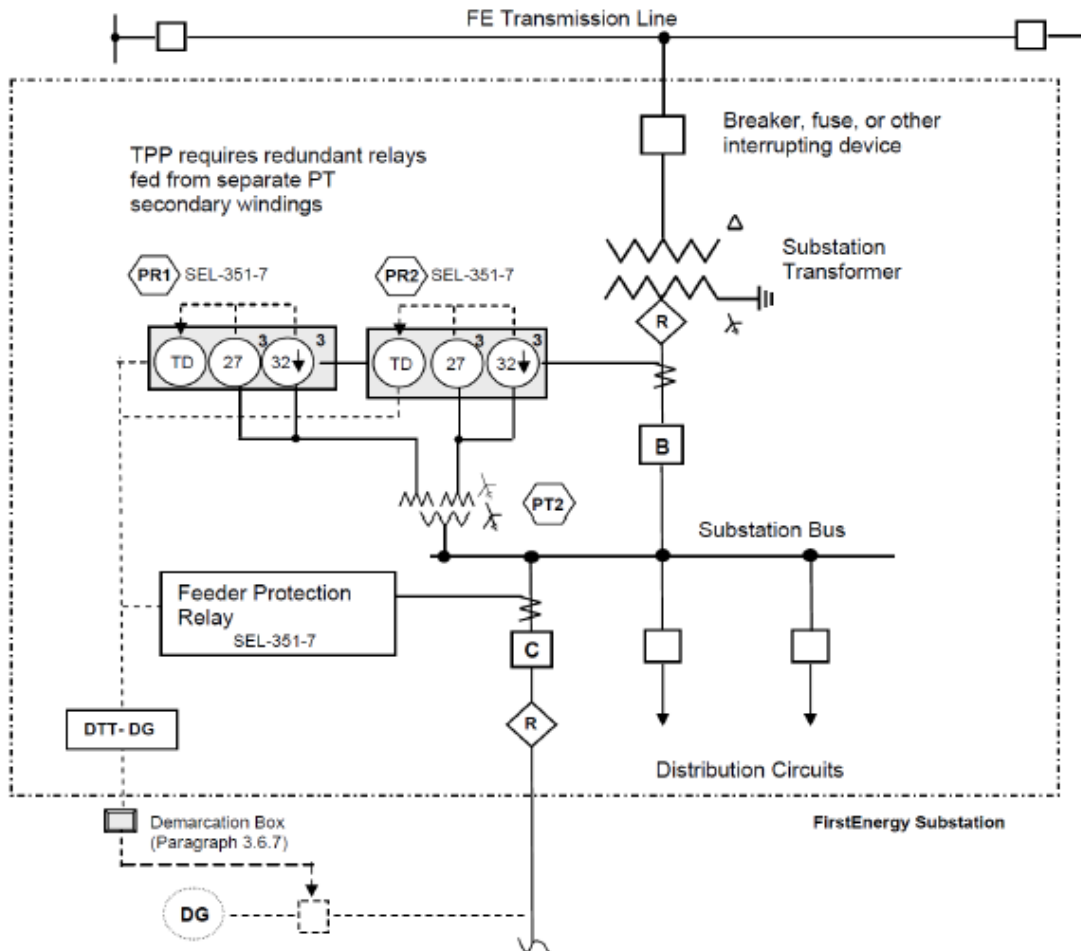 FE Transmission Line
Breaker, fuse, or other
interrupting device
TPP requires redundant relays
fed from separate PT
secondary windings
Δ
Substation
Transformer
PR1 SEL-351-7
PR2 SEL-351-7
R
TD 27 3 32 3
TD 27 3 32 3
B
PT2
Substation Bus
Feeder Protection
Relay
SEL-351-7
C
R
DTT- DG
Distribution Circuits
Demarcation Box
(Paragraph 3.6.7)
FirstEnergy Substation
DG